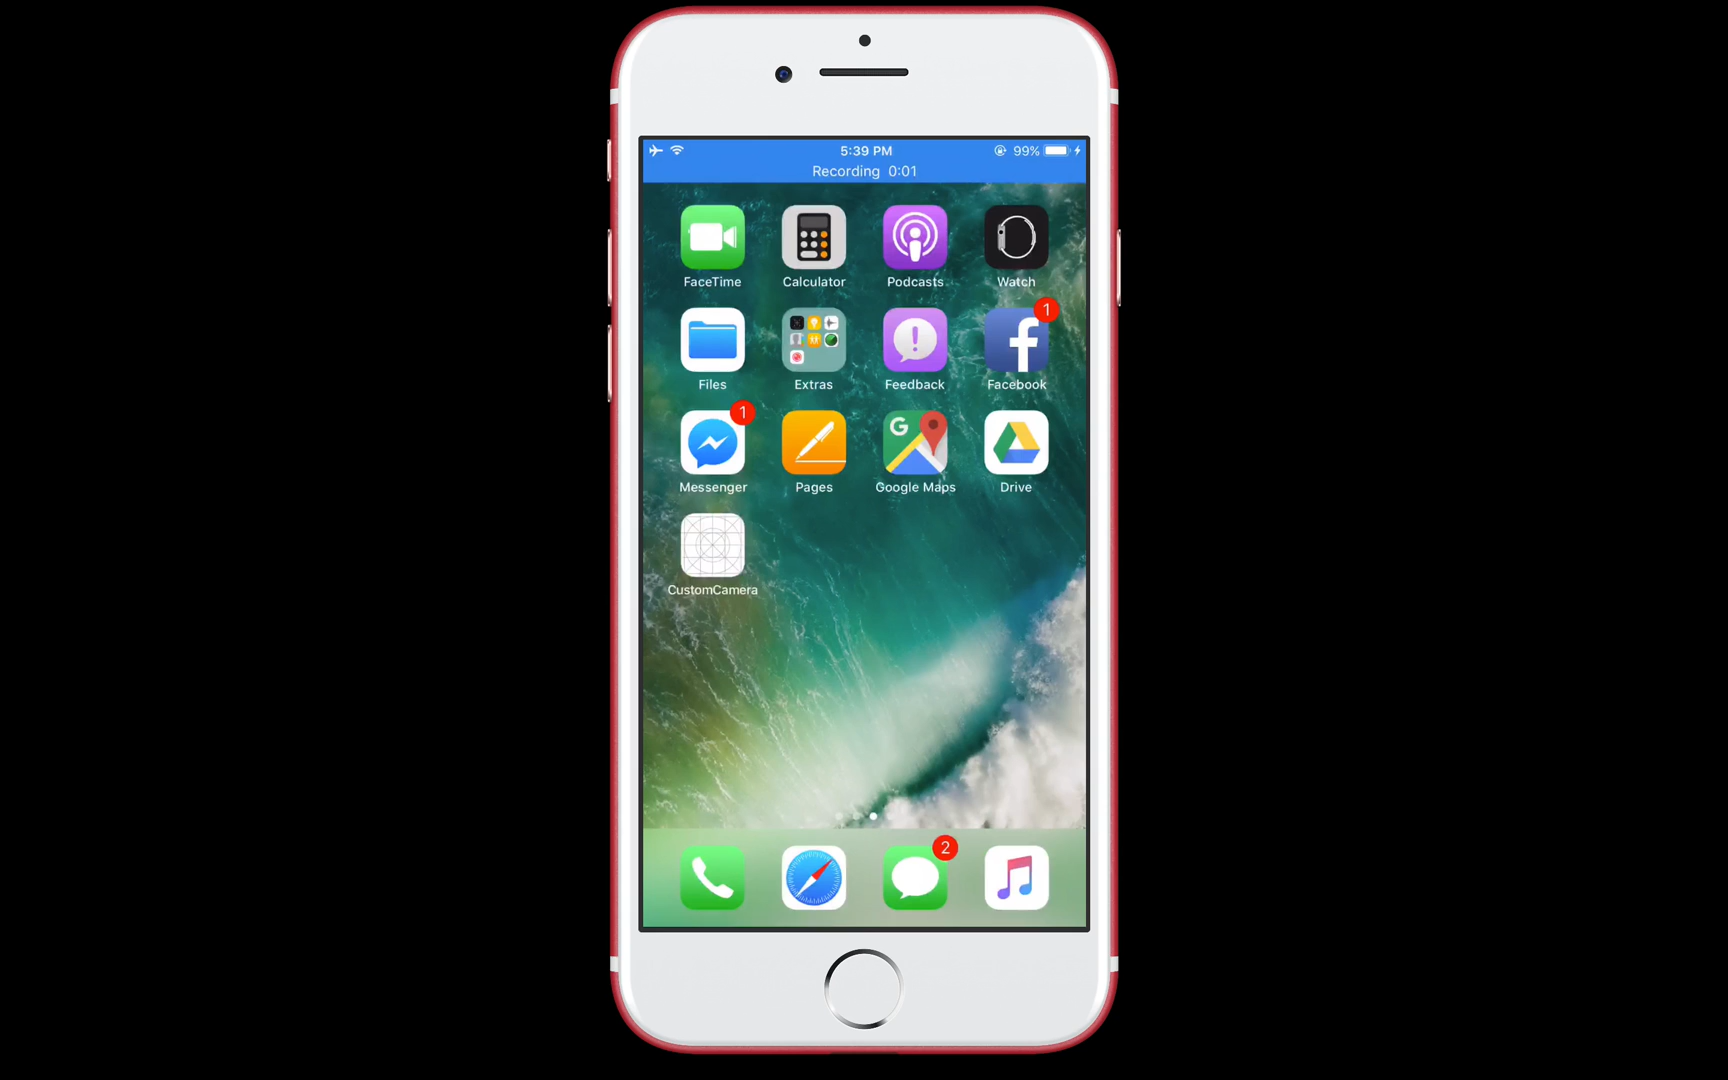 5:39 PM 99%
Recording 0:01
FaceTime Calculator Podcasts Watch
1
Files Extras Feedback Facebook
1
G
Messenger Pages Google Maps Drive
CustomCamera
2